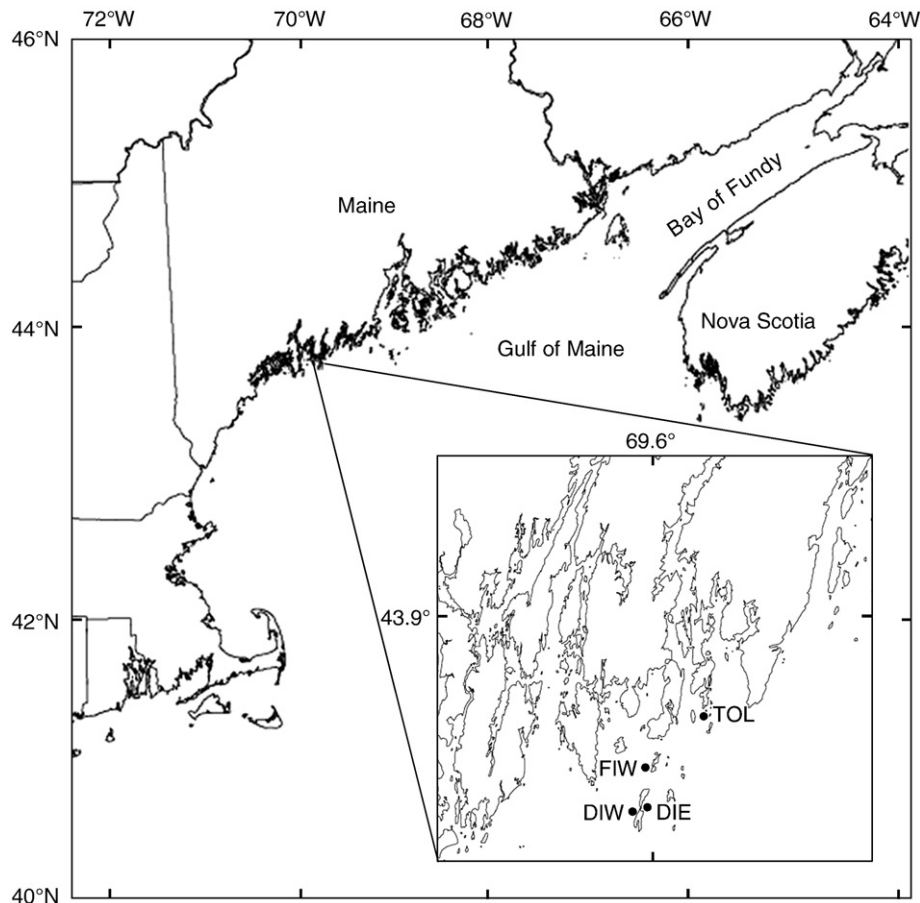 72°W 70°W 68°W 66°W 64°W
46°N
Maine
Bay of Fundy
44°N
Nova Scotia
Gulf of Maine
69.6°
43.9°
42°N
TOL
FIW
DIW DIE
40°N